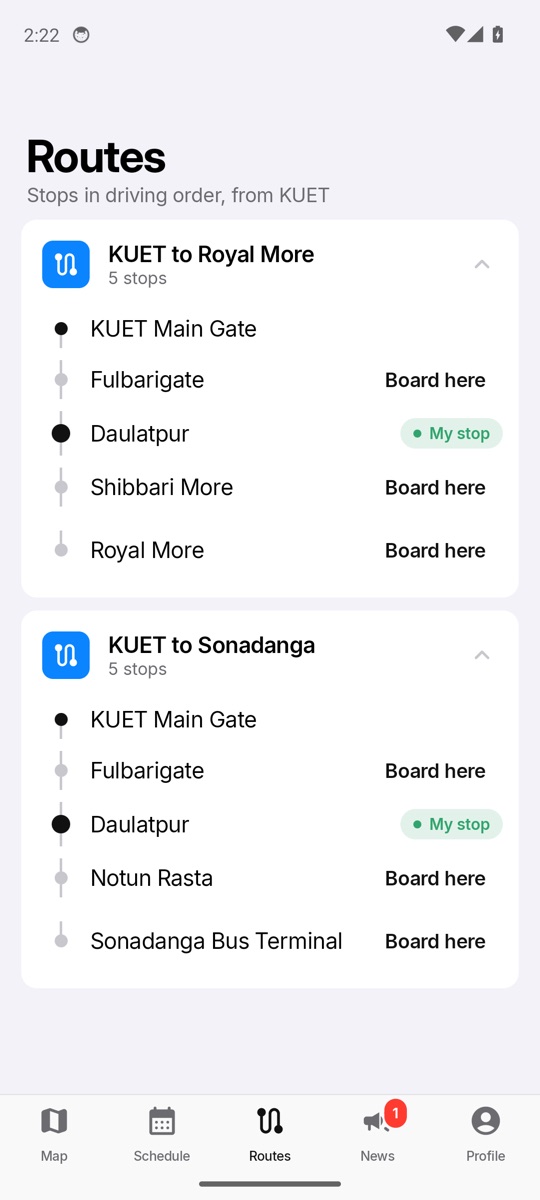 2:22
Routes
Stops in driving order, from KUET
KUET to Royal More
5 stops
KUET Main Gate
Fulbarigate Board here
Daulatpur My stop
Shibbari More Board here
Royal More Board here
KUET to Sonadanga
5 stops
KUET Main Gate
Fulbarigate Board here
Daulatpur My stop
Notun Rasta Board here
Sonadanga Bus Terminal Board here
1
Map Schedule Routes News Profile